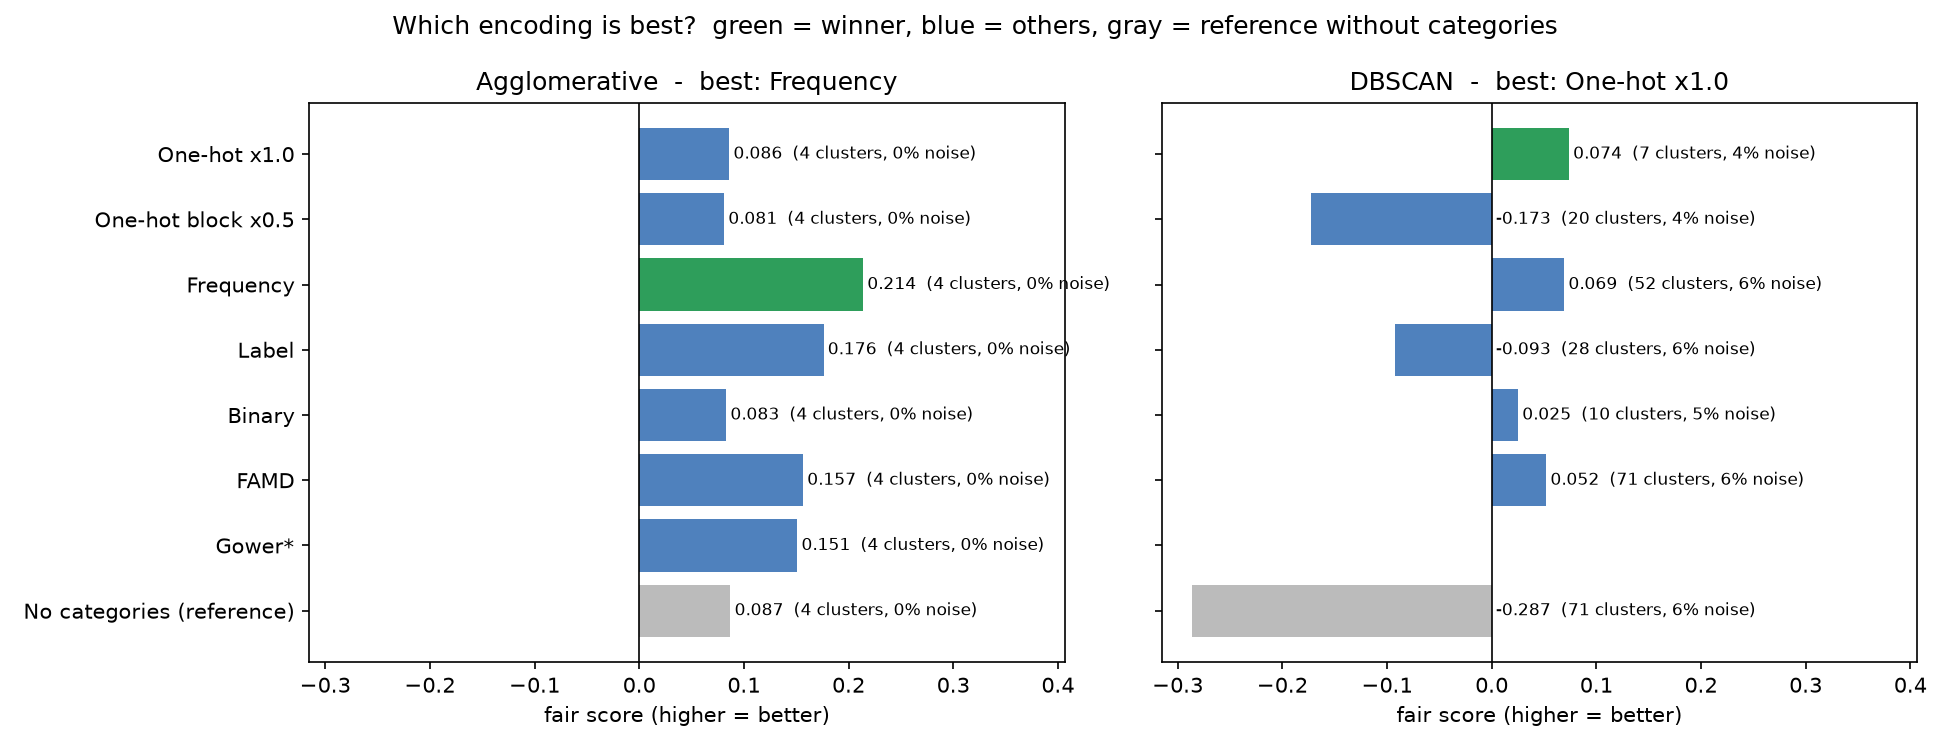 Which encoding is best?  green = winner, blue = others, gray = reference without categories
Agglomerative  -  best: Frequency
One-hot x1.0
0.086  (4 clusters, 0% noise)
One-hot block x0.5
0.081  (4 clusters, 0% noise)
Frequency
0.214  (4 clusters, 0% noise)
Label
0.176  (4 clusters, 0% noise)
Binary
0.083  (4 clusters, 0% noise)
FAMD
0.157  (4 clusters, 0% noise)
Gower*
0.151  (4 clusters, 0% noise)
No categories (reference)
0.087  (4 clusters, 0% noise)
−0.3 −0.2 −0.1 0.0 0.1 0.2 0.3 0.4
fair score (higher = better)
DBSCAN  -  best: One-hot x1.0
0.074  (7 clusters, 4% noise)
-0.173  (20 clusters, 4% noise)
0.069  (52 clusters, 6% noise)
-0.093  (28 clusters, 6% noise)
0.025  (10 clusters, 5% noise)
0.052  (71 clusters, 6% noise)
-0.287  (71 clusters, 6% noise)
−0.3 −0.2 −0.1 0.0 0.1 0.2 0.3 0.4
fair score (higher = better)